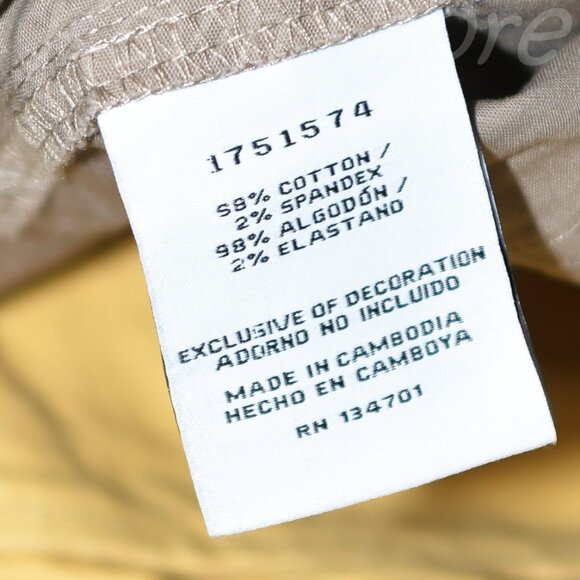 ore
1751574
98% COTTON /
2% SPANDEX
98% ALGODÓN /
2% ELASTANO
EXCLUSIVE OF DECORATION
ADORNO NO INCLUIDO
MADE IN CAMBODIA
HECHO EN CAMBOYA
RN 134701